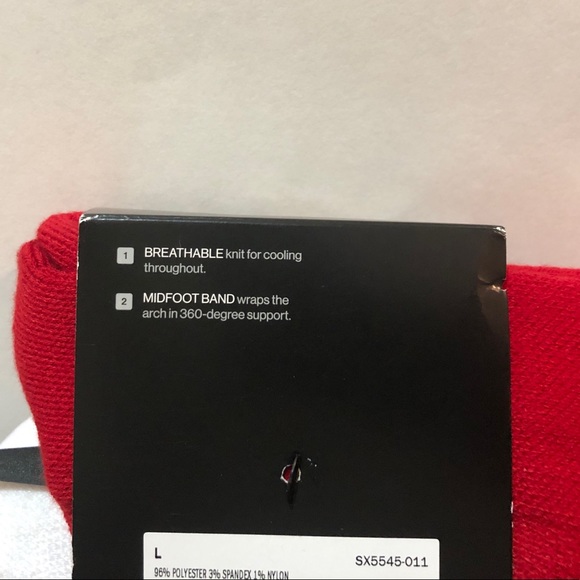 1 BREATHABLE knit for cooling
throughout.
2 MIDFOOT BAND wraps the
arch in 360-degree support.
L SX5545-011
96% POLYESTER 3% SPANDEX 1% NYLON